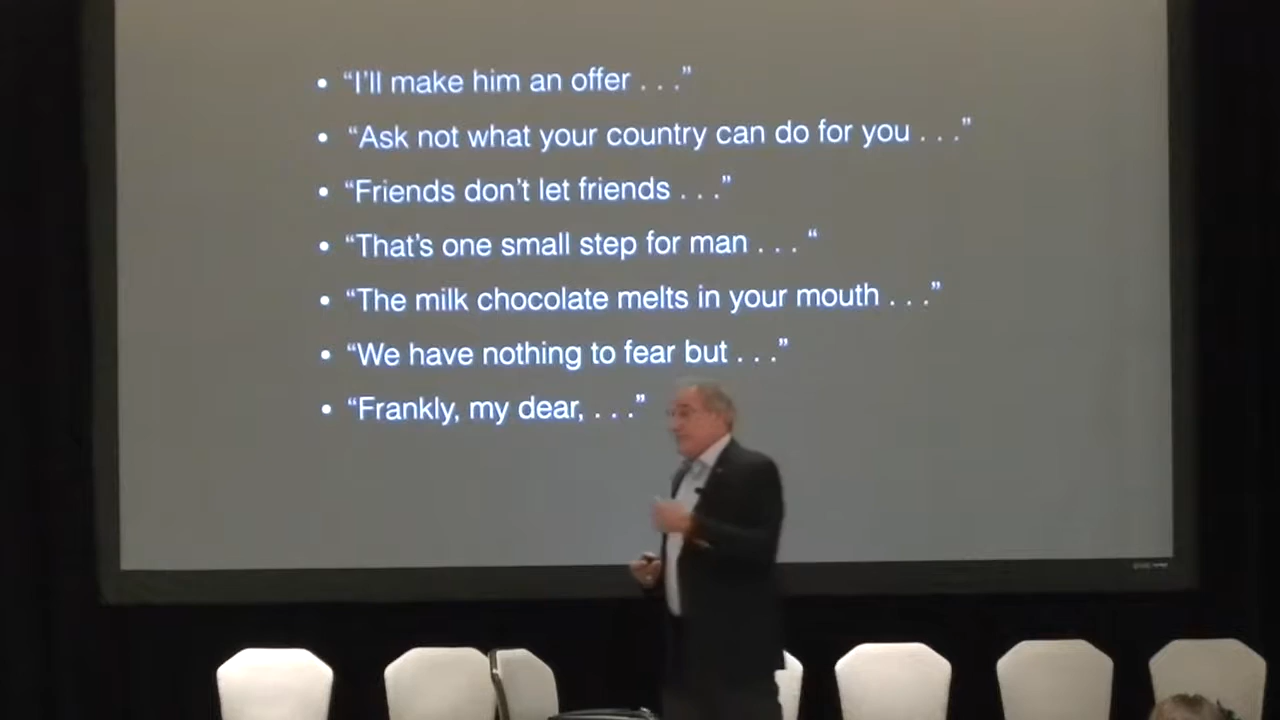 • “I’ll make him an offer . . .”
• “Ask not what your country can do for you . . .”
• “Friends don’t let friends . . .”
• “That’s one small step for man . . . “
• “The milk chocolate melts in your mouth . . .”
• “We have nothing to fear but . . .”
• “Frankly, my dear, . . .”